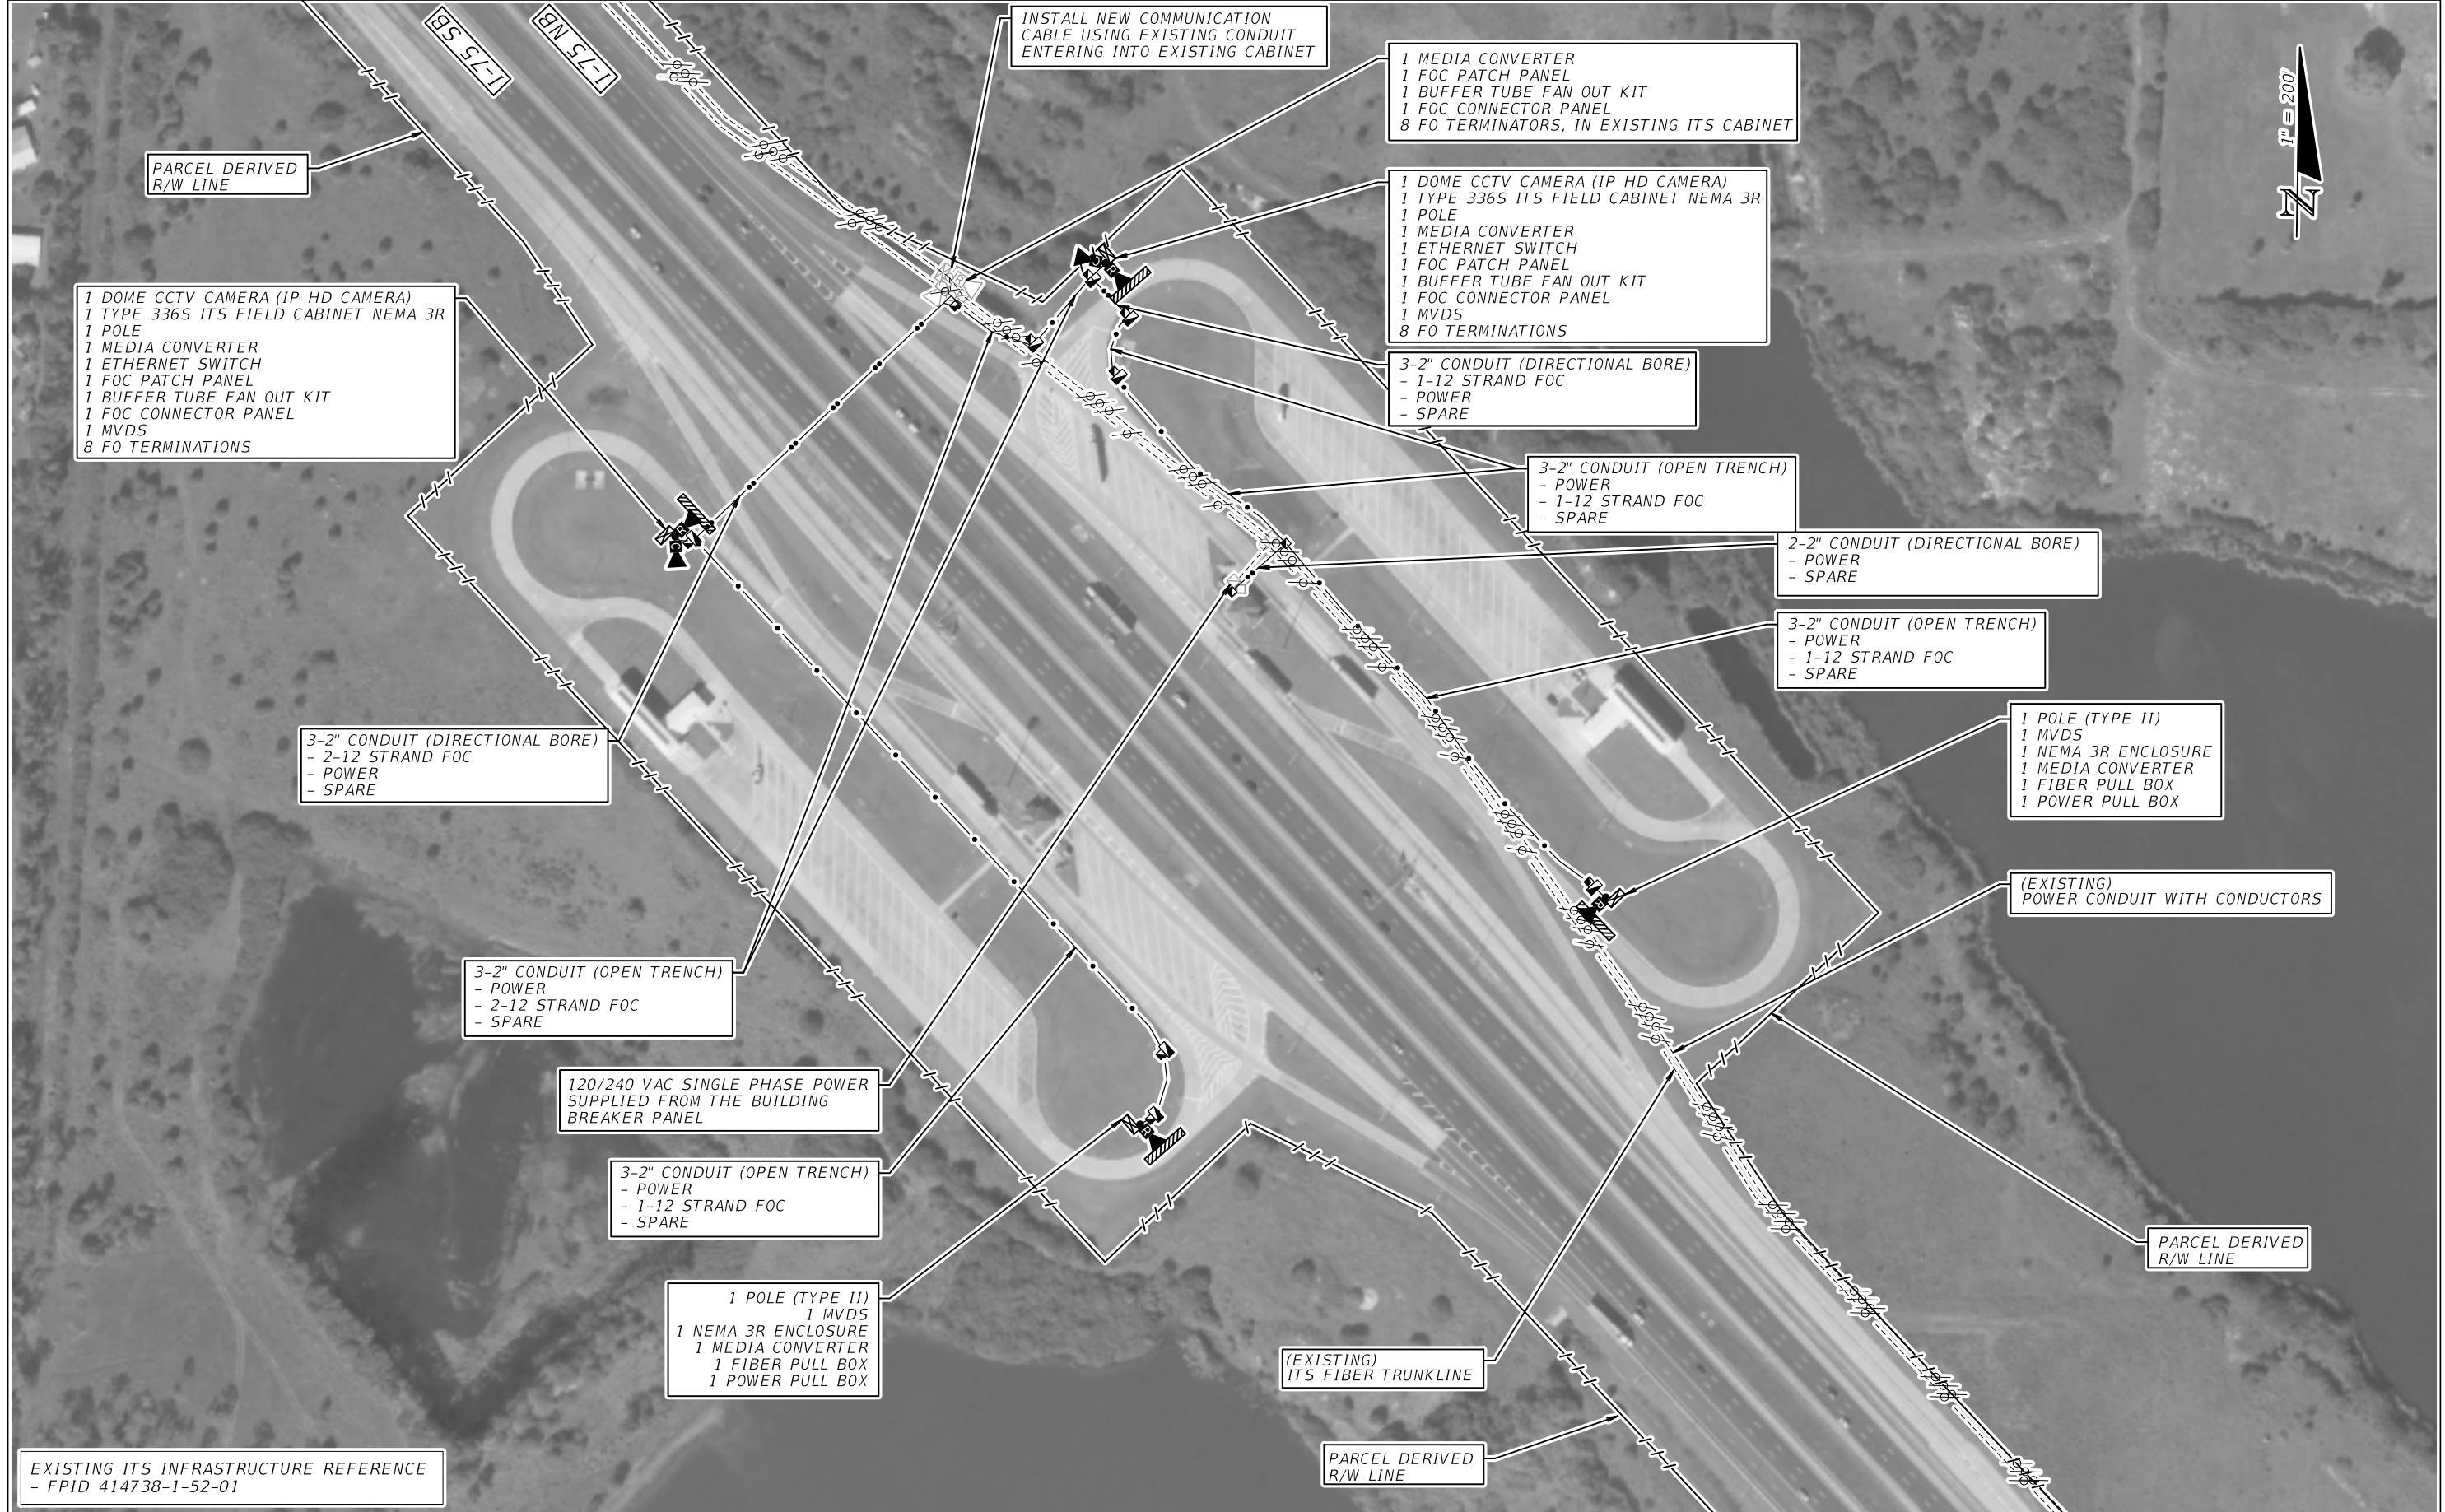 I-75 SB
I-75 NB
INSTALL NEW COMMUNICATION
CABLE USING EXISTING CONDUIT
ENTERING INTO EXISTING CABINET
1 MEDIA CONVERTER
1 FOC PATCH PANEL
1 BUFFER TUBE FAN OUT KIT
1 FOC CONNECTOR PANEL
8 FO TERMINATORS, IN EXISTING ITS CABINET
1" = 200'
N
PARCEL DERIVED
R/W LINE
1 DOME CCTV CAMERA (IP HD CAMERA)
1 TYPE 336S ITS FIELD CABINET NEMA 3R
1 POLE
1 MEDIA CONVERTER
1 ETHERNET SWITCH
1 FOC PATCH PANEL
1 BUFFER TUBE FAN OUT KIT
1 FOC CONNECTOR PANEL
1 MVDS
8 FO TERMINATIONS
1 DOME CCTV CAMERA (IP HD CAMERA)
1 TYPE 336S ITS FIELD CABINET NEMA 3R
1 POLE
1 MEDIA CONVERTER
1 ETHERNET SWITCH
1 FOC PATCH PANEL
1 BUFFER TUBE FAN OUT KIT
1 FOC CONNECTOR PANEL
1 MVDS
8 FO TERMINATIONS
3-2" CONDUIT (DIRECTIONAL BORE)
- 1-12 STRAND FOC
- POWER
- SPARE
3-2" CONDUIT (OPEN TRENCH)
- POWER
- 1-12 STRAND FOC
- SPARE
2-2" CONDUIT (DIRECTIONAL BORE)
- POWER
- SPARE
3-2" CONDUIT (OPEN TRENCH)
- POWER
- 1-12 STRAND FOC
- SPARE
1 POLE (TYPE II)
1 MVDS
1 NEMA 3R ENCLOSURE
1 MEDIA CONVERTER
1 FIBER PULL BOX
1 POWER PULL BOX
3-2" CONDUIT (DIRECTIONAL BORE)
- 2-12 STRAND FOC
- POWER
- SPARE
(EXISTING)
POWER CONDUIT WITH CONDUCTORS
3-2" CONDUIT (OPEN TRENCH)
- POWER
- 2-12 STRAND FOC
- SPARE
120/240 VAC SINGLE PHASE POWER
SUPPLIED FROM THE BUILDING
BREAKER PANEL
3-2" CONDUIT (OPEN TRENCH)
- POWER
- 1-12 STRAND FOC
- SPARE
PARCEL DERIVED
R/W LINE
1 POLE (TYPE II)
1 MVDS
1 NEMA 3R ENCLOSURE
1 MEDIA CONVERTER
1 FIBER PULL BOX
1 POWER PULL BOX
(EXISTING)
ITS FIBER TRUNKLINE
PARCEL DERIVED
R/W LINE
EXISTING ITS INFRASTRUCTURE REFERENCE
- FPID 414738-1-52-01